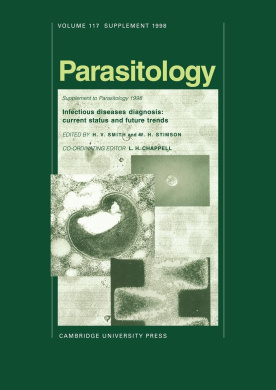 VOLUME 117 SUPPLEMENT 1998
Parasitology
Supplement to Parasitology 1998
Infectious diseases diagnosis:
current status and future trends
EDITED BY H. V. SMITH and W. H. STIMSON
CO-ORDINATING EDITOR L. H. CHAPPELL
CAMBRIDGE UNIVERSITY PRESS